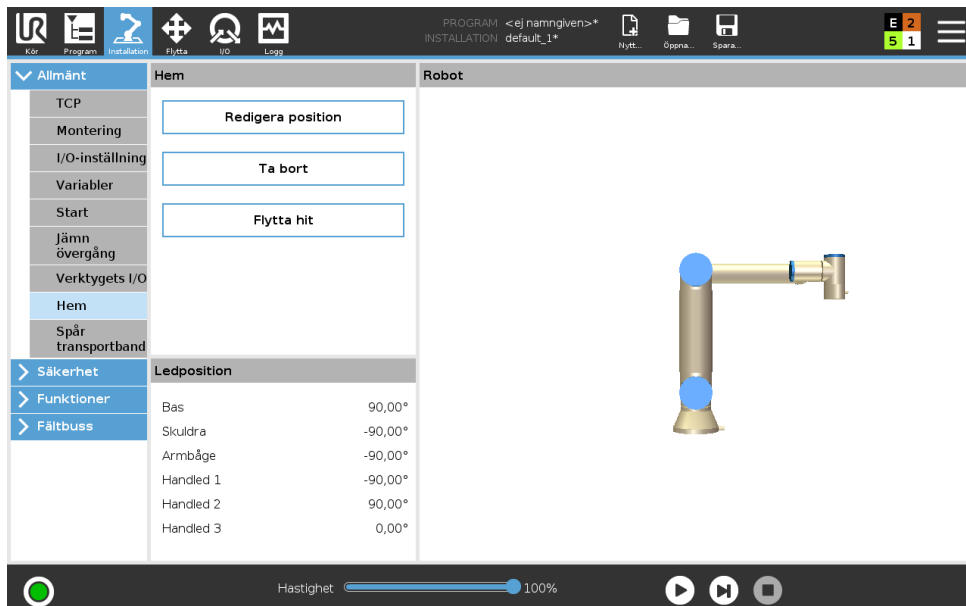 Kör
Program
Installation
Flytta
I/O
Logg
PROGRAM <ej namngiven>*
INSTALLATION default_1*
Nytt...
Öppna...
Spara...
E 2
5 1
Allmänt
TCP
Montering
I/O-inställning
Variabler
Start
Jämn
övergång
Verktygets I/O
Hem
Spår
transportband
Säkerhet
Funktioner
Fältbuss
Hem
Redigera position
Ta bort
Flytta hit
Ledposition
Bas 90,00°
Skuldra -90,00°
Armbåge -90,00°
Handled 1 -90,00°
Handled 2 90,00°
Handled 3 0,00°
Robot
Hastighet 100%